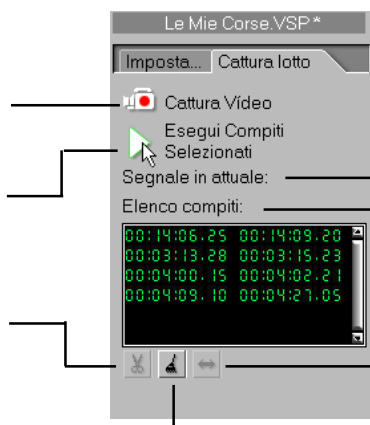 Le Mie Corse.VSP*
Imposta... Cattura lotto
Cattura Vídeo
Esegui Compiti
Selezionati
Segnale in attuale:
Elenco compiti:
00:14:06.25 00:14:09.20
00:03:13.28 00:03:15.23
00:04:00.15 00:04:02.21
00:04:09.10 00:04:27.05